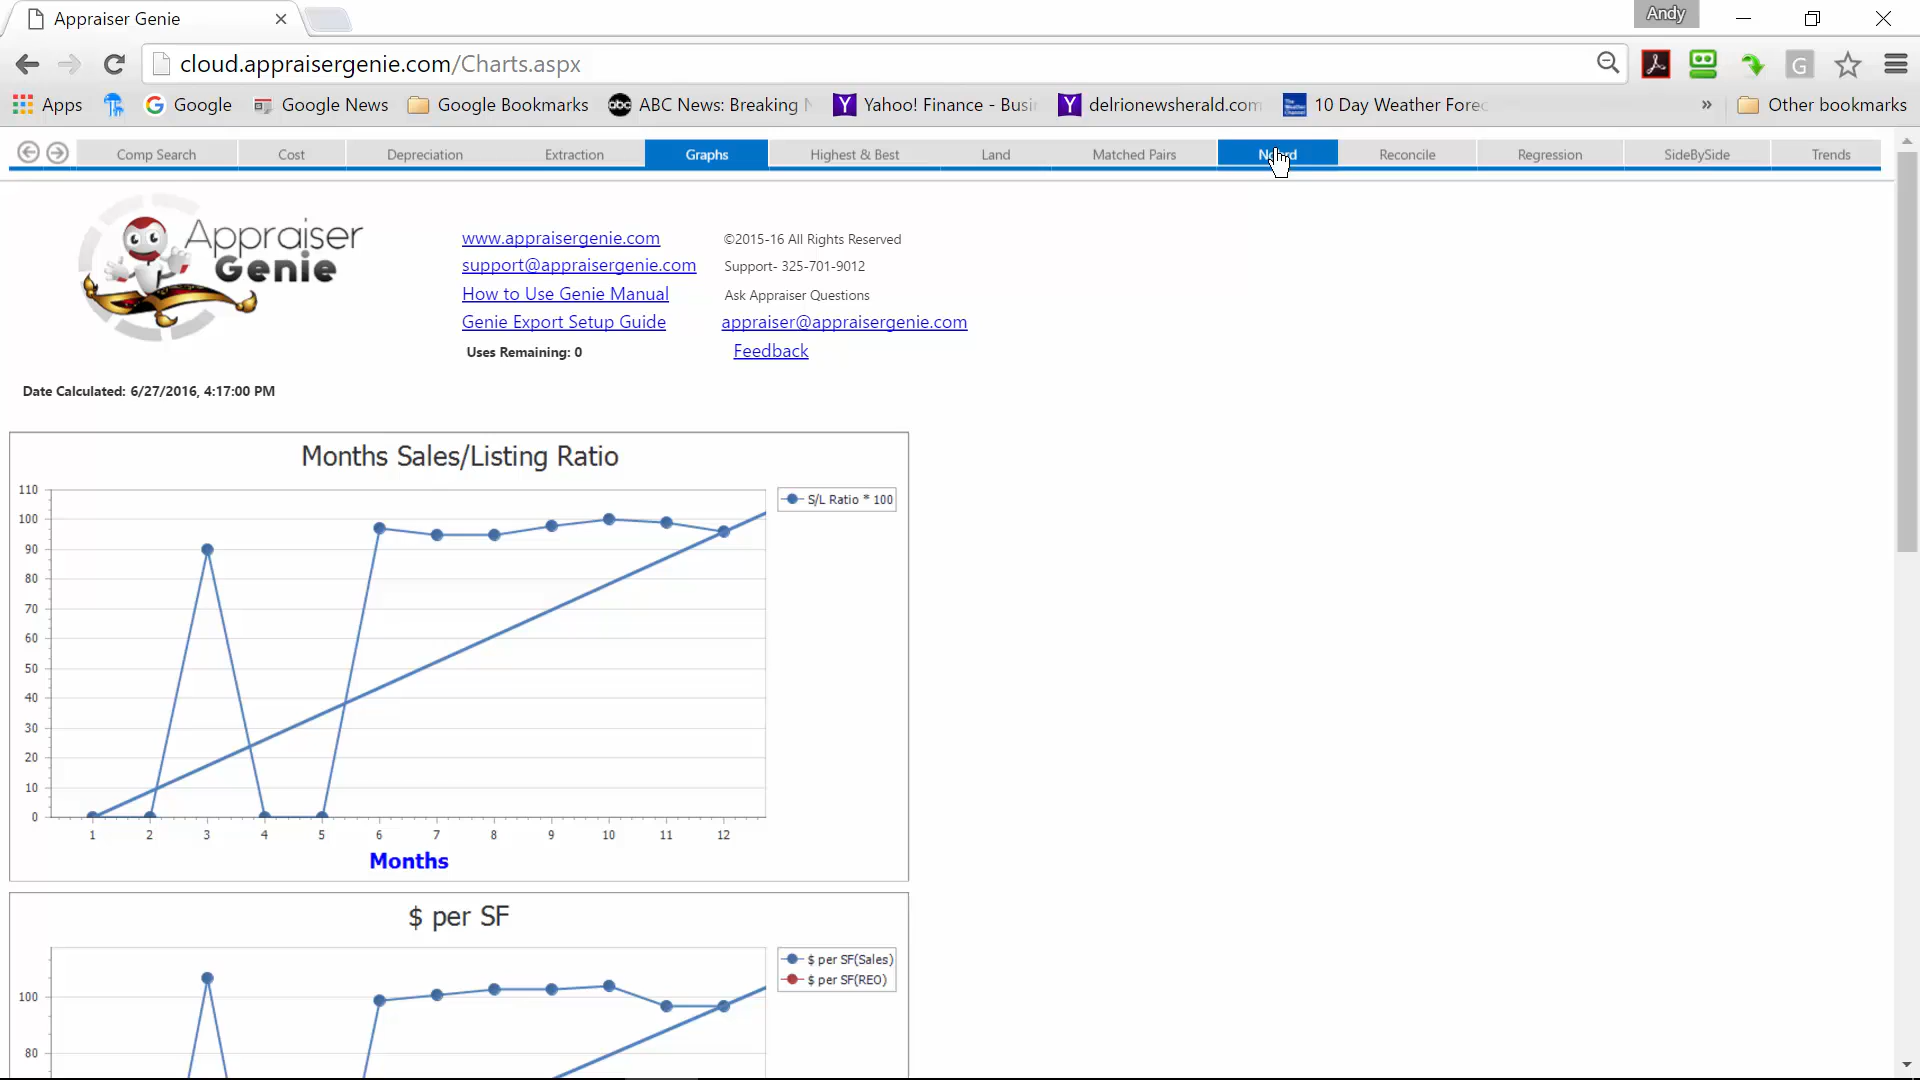 Appraiser Genie
Andy
cloud.appraisergenie.com/Charts.aspx
Apps
Google
Google News
Google Bookmarks
ABC News: Breaking
Yahoo! Finance - Busi
delrionewsherald.com
10 Day Weather Forec
» Other bookmarks
Comp Search
Cost
Depreciation
Extraction
Graphs
Highest & Best
Land
Matched Pairs
Reconcile
Regression
SideBySide
Trends
Appraiser
Genie
www.appraisergenie.com
©2015-16 All Rights Reserved
support@appraisergenie.com
Support- 325-701-9012
How to Use Genie Manual
Ask Appraiser Questions
Genie Export Setup Guide
appraiser@appraisergenie.com
Uses Remaining: 0
Feedback
Date Calculated: 6/27/2016, 4:17:00 PM
Months Sales/Listing Ratio
S/L Ratio * 100
110
100
90
80
70
60
50
40
30
20
10
0
1 2 3 4 5 6 7 8 9 10 11 12
Months
$ per SF
$ per SF(Sales)
$ per SF(REO)
100
80